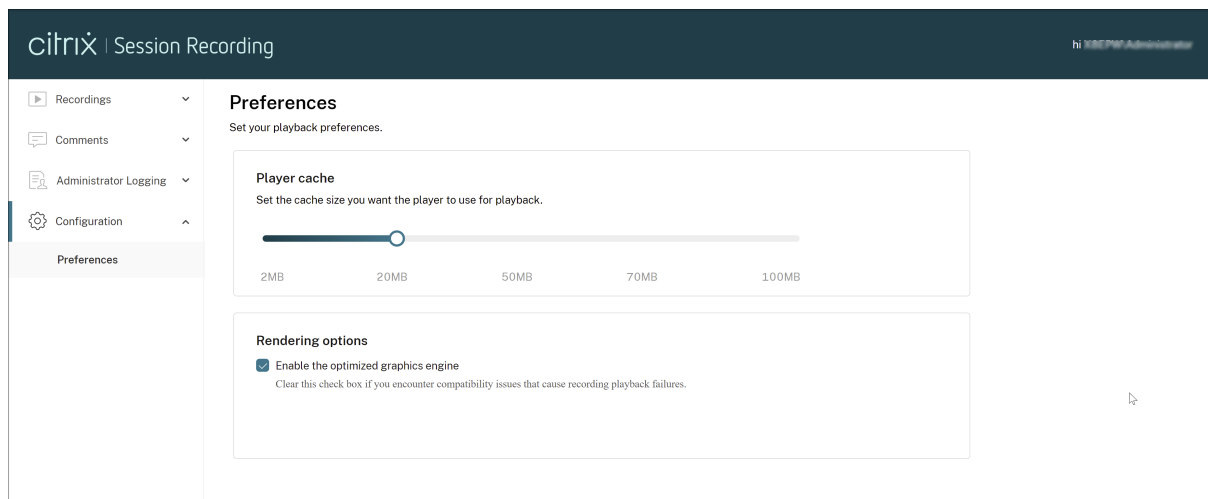 citrix | Session Recording
hi
Recordings
Comments
Administrator Logging
Configuration
Preferences
Preferences
Set your playback preferences.
Player cache
Set the cache size you want the player to use for playback.
2MB 20MB 50MB 70MB 100MB
Rendering options
Enable the optimized graphics engine
Clear this check box if you encounter compatibility issues that cause recording playback failures.